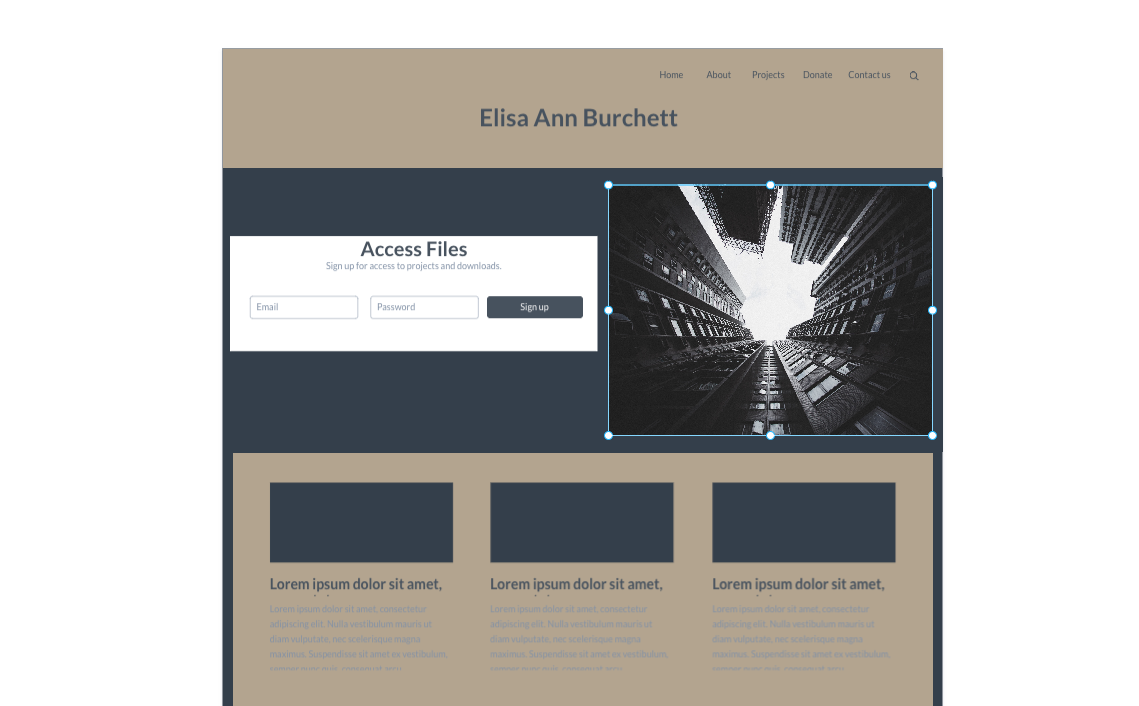 Home About Projects Donate Contact us
Elisa Ann Burchett
Access Files
Sign up for access to projects and downloads.
Email Password Sign up
Lorem ipsum dolor sit amet,
Lorem ipsum dolor sit amet, consectetur
adipiscing elit. Nulla vestibulum mauris ut
diam vulputate, nec scelerisque magna
maximus. Suspendisse sit amet ex vestibulum,
Lorem ipsum dolor sit amet,
Lorem ipsum dolor sit amet, consectetur
adipiscing elit. Nulla vestibulum mauris ut
diam vulputate, nec scelerisque magna
maximus. Suspendisse sit amet ex vestibulum,
Lorem ipsum dolor sit amet,
Lorem ipsum dolor sit amet, consectetur
adipiscing elit. Nulla vestibulum mauris ut
diam vulputate, nec scelerisque magna
maximus. Suspendisse sit amet ex vestibulum,